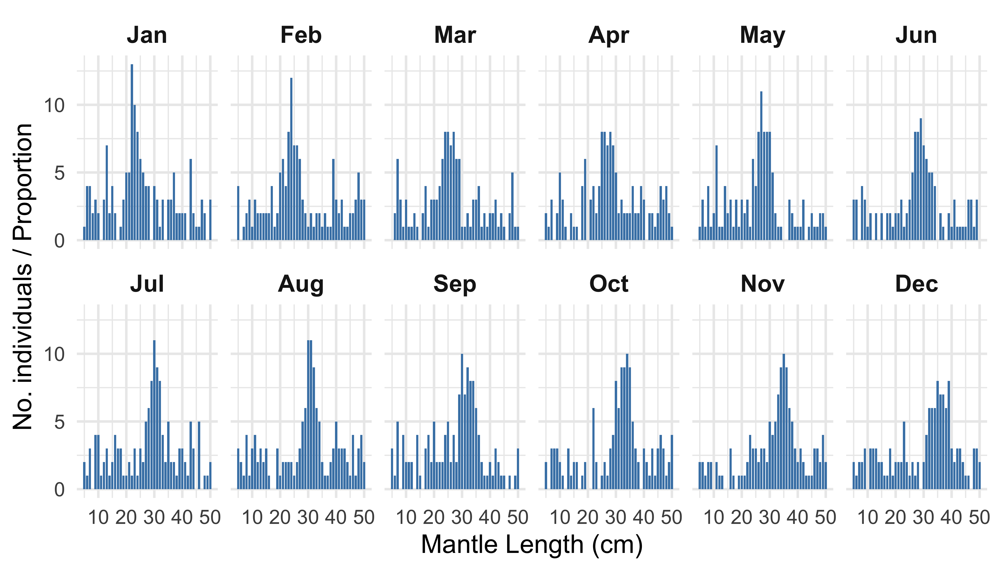 Jan Feb Mar Apr May Jun
10
5
0
Jul Aug Sep Oct Nov Dec
10
5
0
10 20 30 40 50 10 20 30 40 50 10 20 30 40 50 10 20 30 40 50 10 20 30 40 50 10 20 30 40 50
Mantle Length (cm)
No. individuals / Proportion